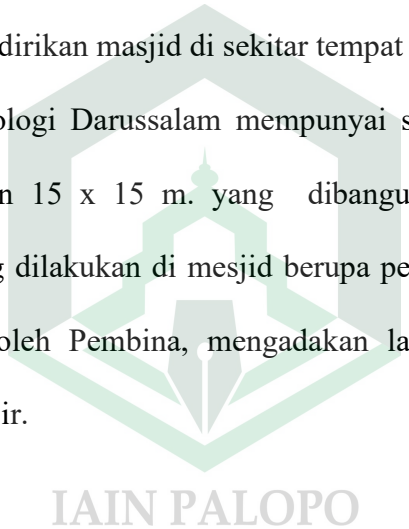 dirikan masjid di sekitar tempat
ologi Darussalam mempunyai s
n 15 x 15 m. yang dibangu
g dilakukan di mesjid berupa pe
oleh Pembina, mengadakan la
ir.
IAIN PALOPO